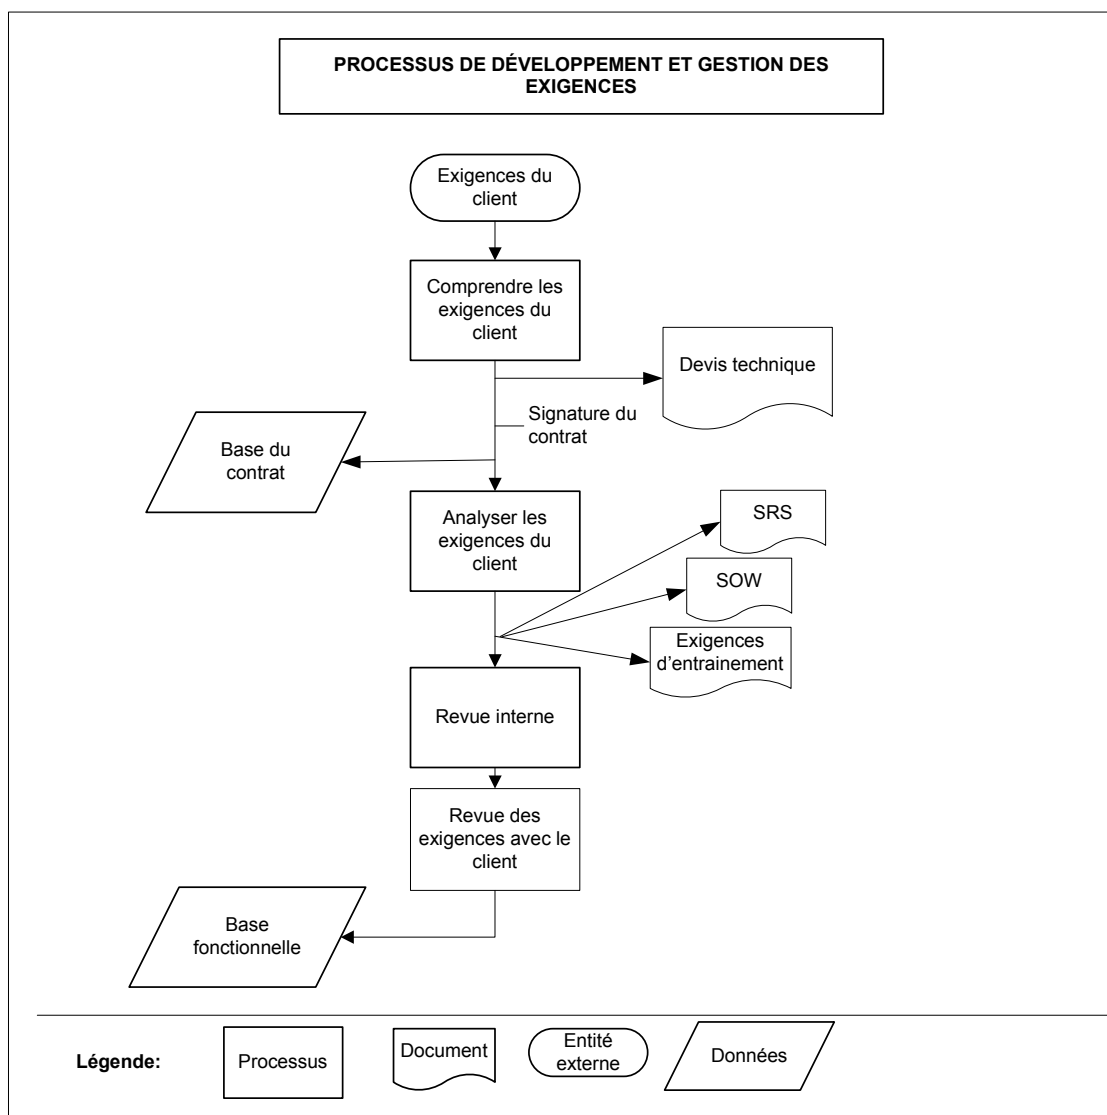 PROCESSUS DE DÉVELOPPEMENT ET GESTION DES
EXIGENCES
Exigences du
client
Comprendre les
exigences du
client
Devis technique
Signature du
contrat
Base du
contrat
Analyser les
exigences du
client
SRS
SOW
Exigences
d'entrainement
Revue interne
Revue des
exigences avec le
client
Base
fonctionnelle
Légende:
Processus
Document
Entité
externe
Données